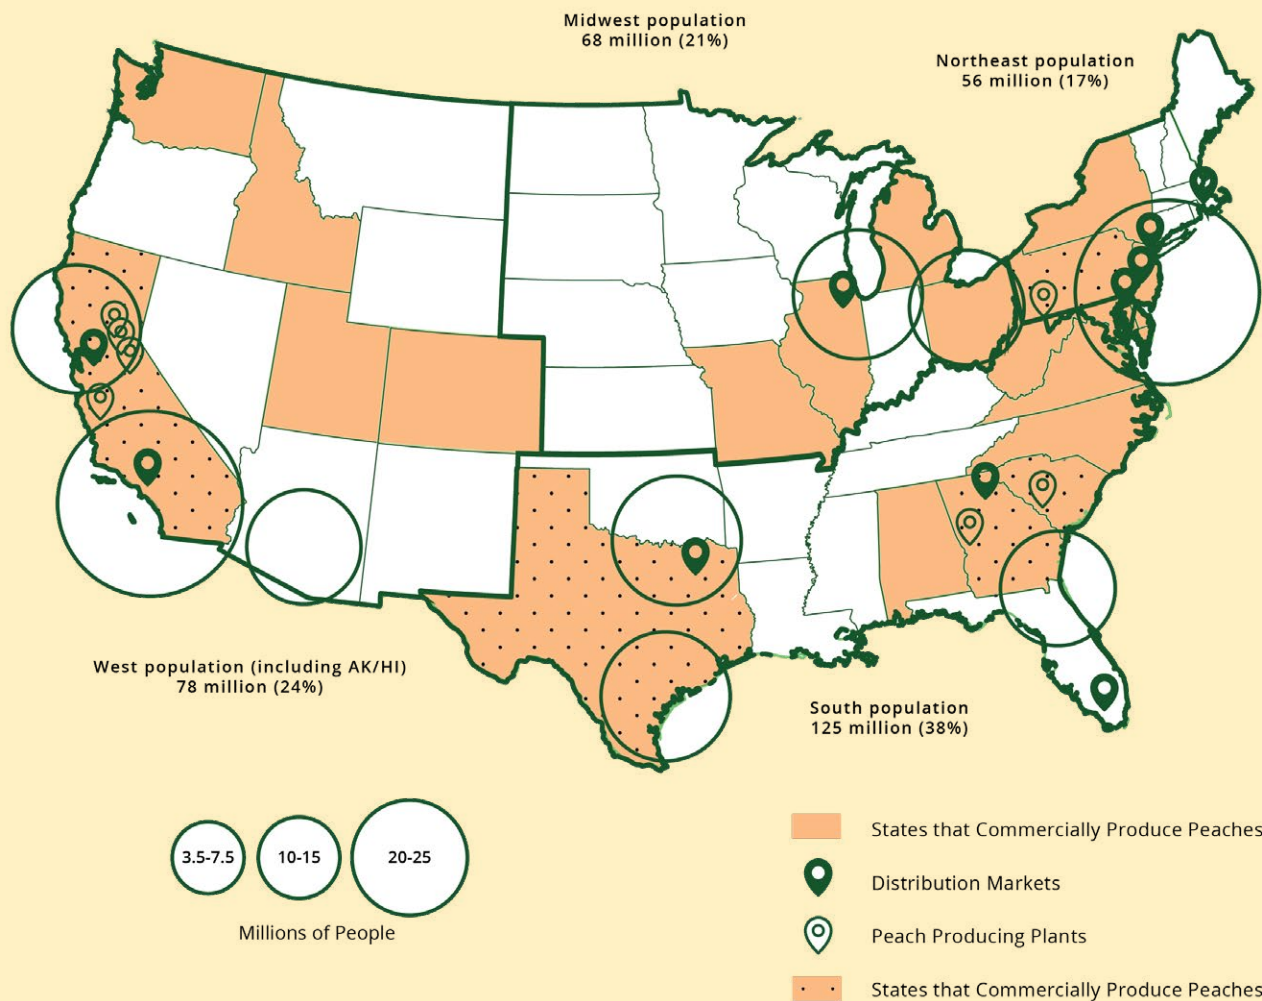 Midwest population
68 million (21%)
Northeast population
56 million (17%)
West population (including AK/HI)
78 million (24%)
South population
125 million (38%)
3.5-7.5
10-15
20-25
Millions of People
States that Commercially Produce Peaches
Distribution Markets
Peach Producing Plants
States that Commercially Produce Peaches